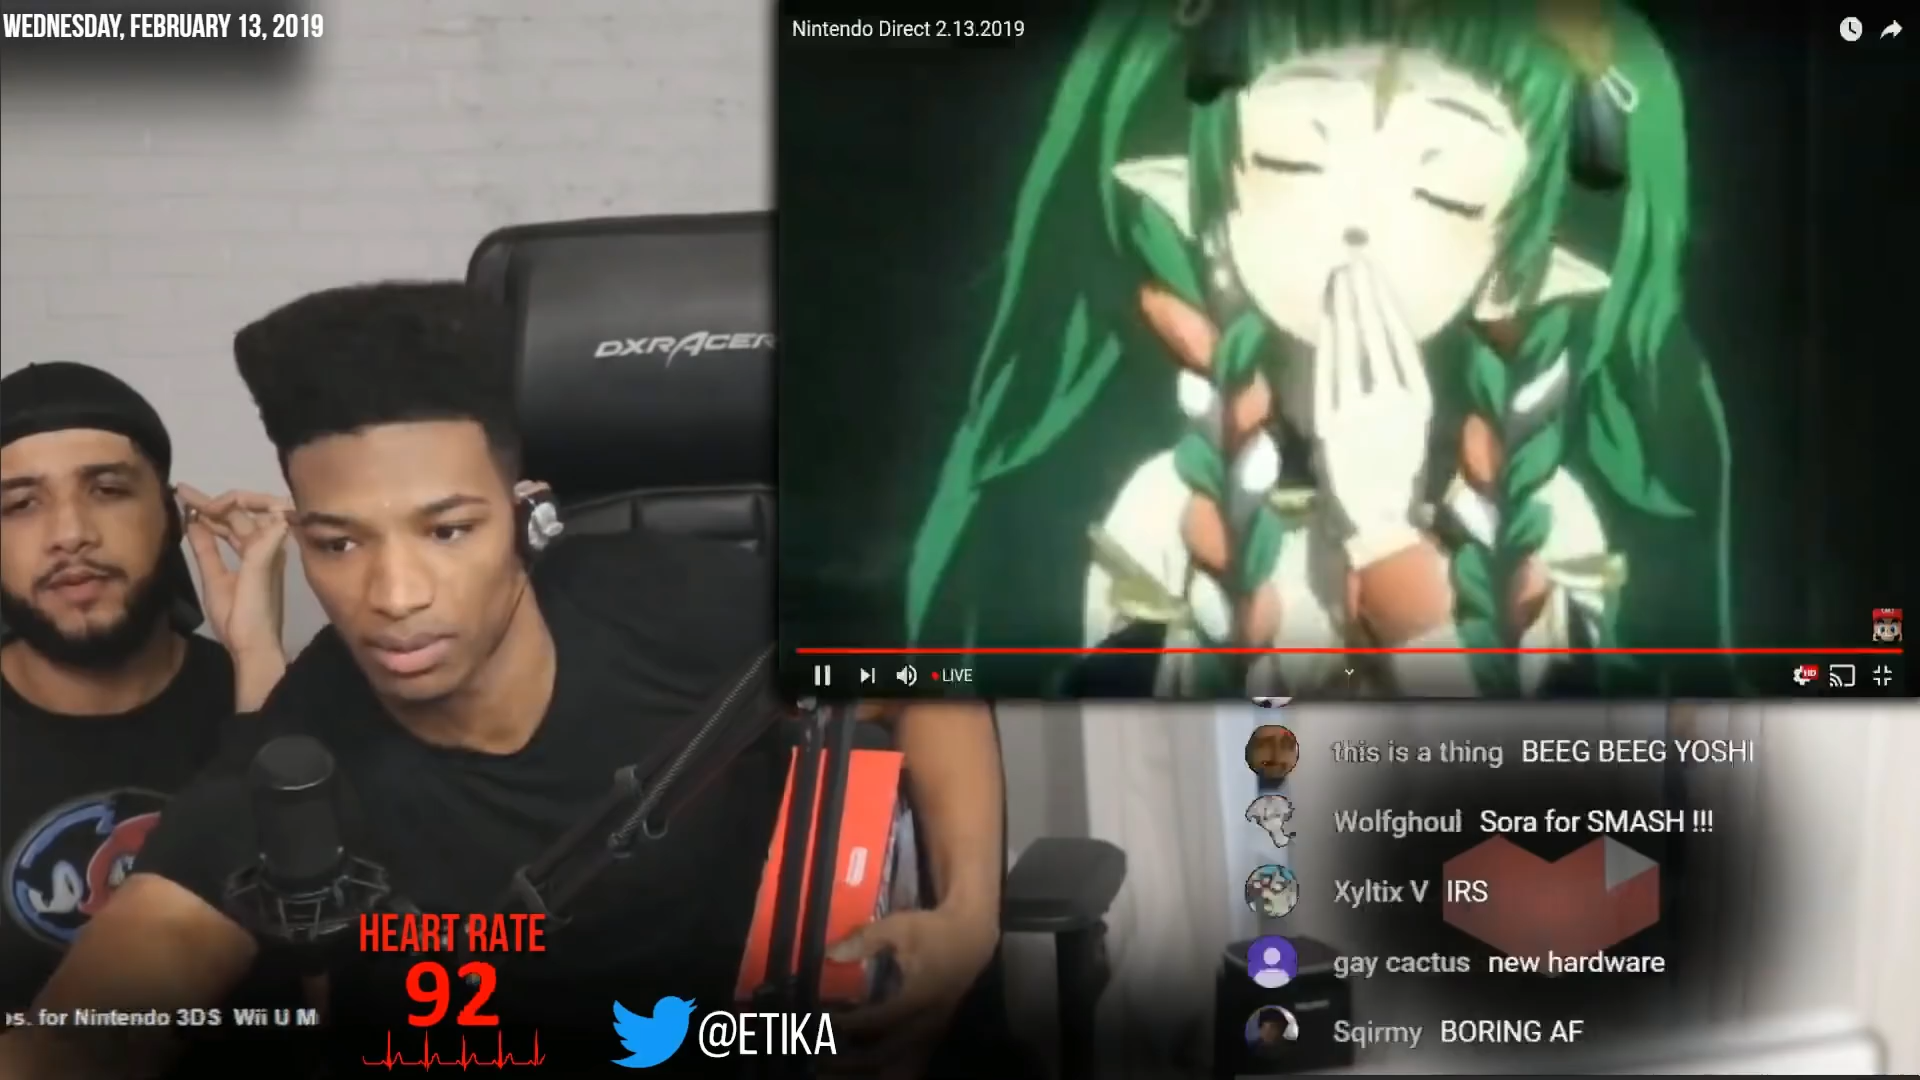 WEDNESDAY, FEBRUARY 13, 2019
Nintendo Direct 2.13.2019
DXRACER
LIVE
HD
this is a thing BEEG BEEG YOSHI
Wolfghoul Sora for SMASH !!!
Xyltix V IRS
gay cactus new hardware
Sqirmy BORING AF
HEART RATE
92
s. for Nintendo 3DS Wii U M
@ETIKA